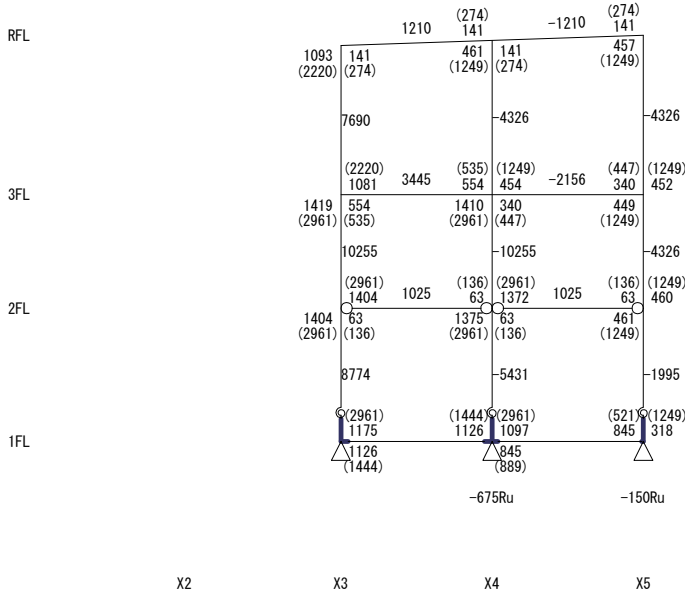 (274) (274)
1210 141 -1210 141
RFL
1093 141 461 141 457
(2220) (274) (1249) (274) (1249)
7690 -4326 -4326
(2220) (535) (1249) (447) (1249)
1081 3445 554 454 -2156 340 452
3FL
1419 554 1410 340 449
(2961) (535) (2961) (447) (1249)
10255 -10255 -4326
(2961) (136) (2961) (136) (1249)
1404 1025 63 1372 1025 63 460
2FL
1404 63 1375 63 461
(2961) (136) (2961) (136) (1249)
8774 -5431 -1995
(2961) (1444) (2961) (521) (1249)
1175 1126 1097 845 318
1FL
1126 845
(1444) (889)
-675Ru -150Ru
X2 X3 X4 X5